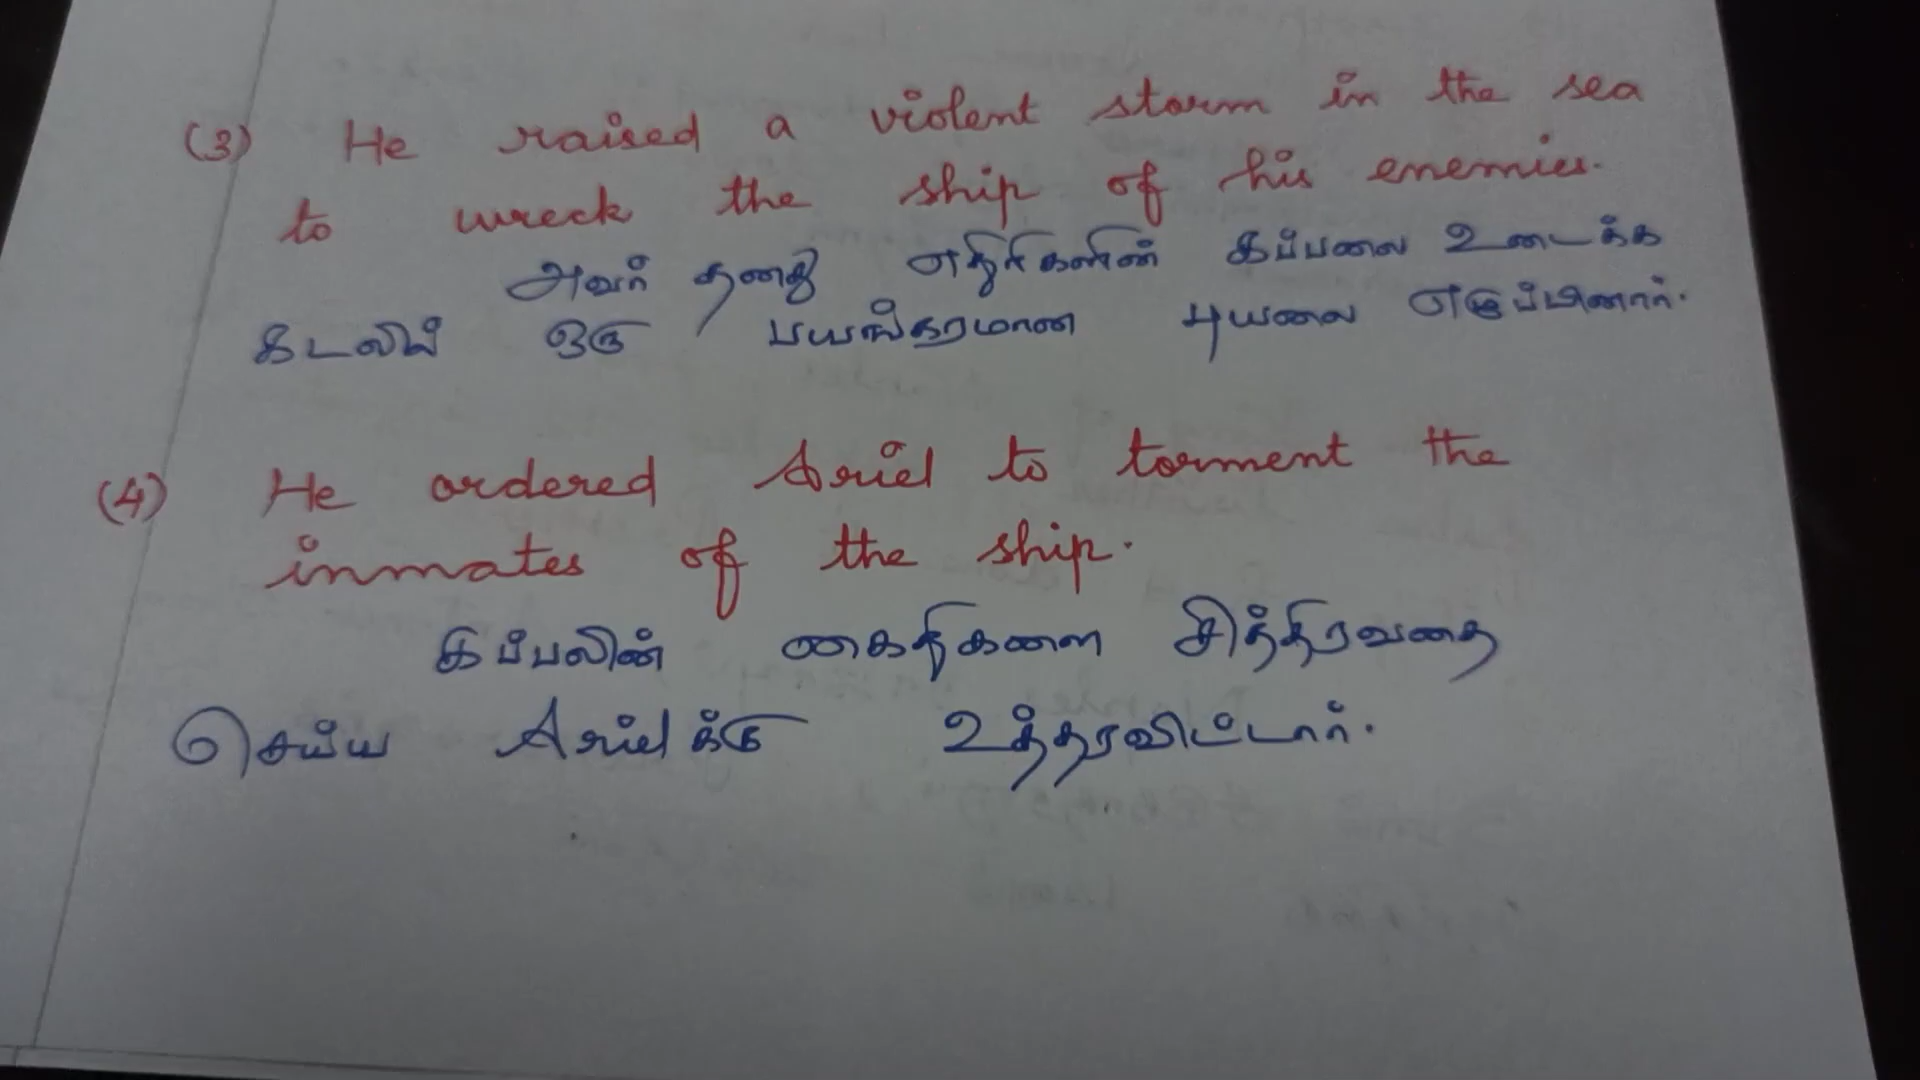 (3) He raised a violent storm in the sea
to wreck the ship of his enemies.
அவர் தனது எதிரிகளின் கப்பலை உடைக்க
கடலில் ஒரு பயங்கரமான புயலை எழுப்பினார்.
(4) He ordered Ariel to torment the
inmates of the ship.
கப்பலின் கைதிகளை சித்திரவதை
செய்ய Ariel க்கு உத்தரவிட்டார்.